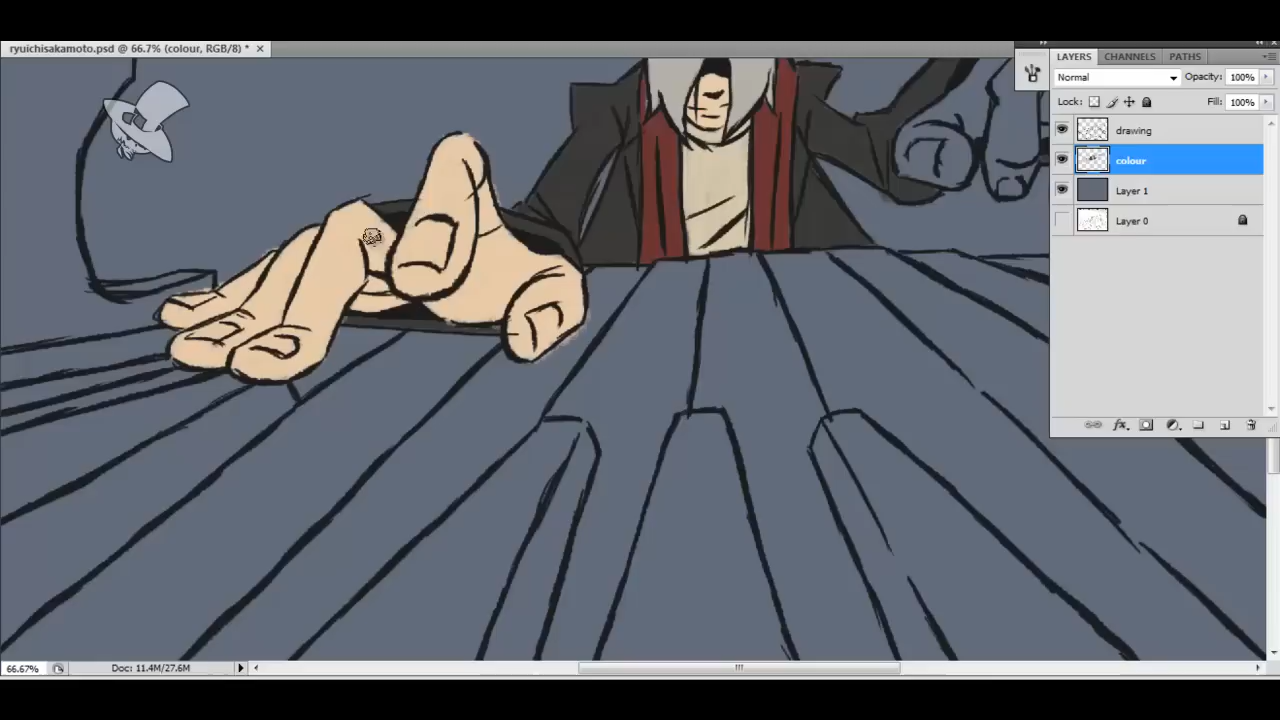 ryuichisakamoto.psd @ 66.7% (colour, RGB/8) * ×
LAYERS CHANNELS PATHS
Normal Opacity: 100%
Lock: Fill: 100%
drawing
colour
Layer 1
Layer 0
66.67% Doc: 11.4M/27.6M